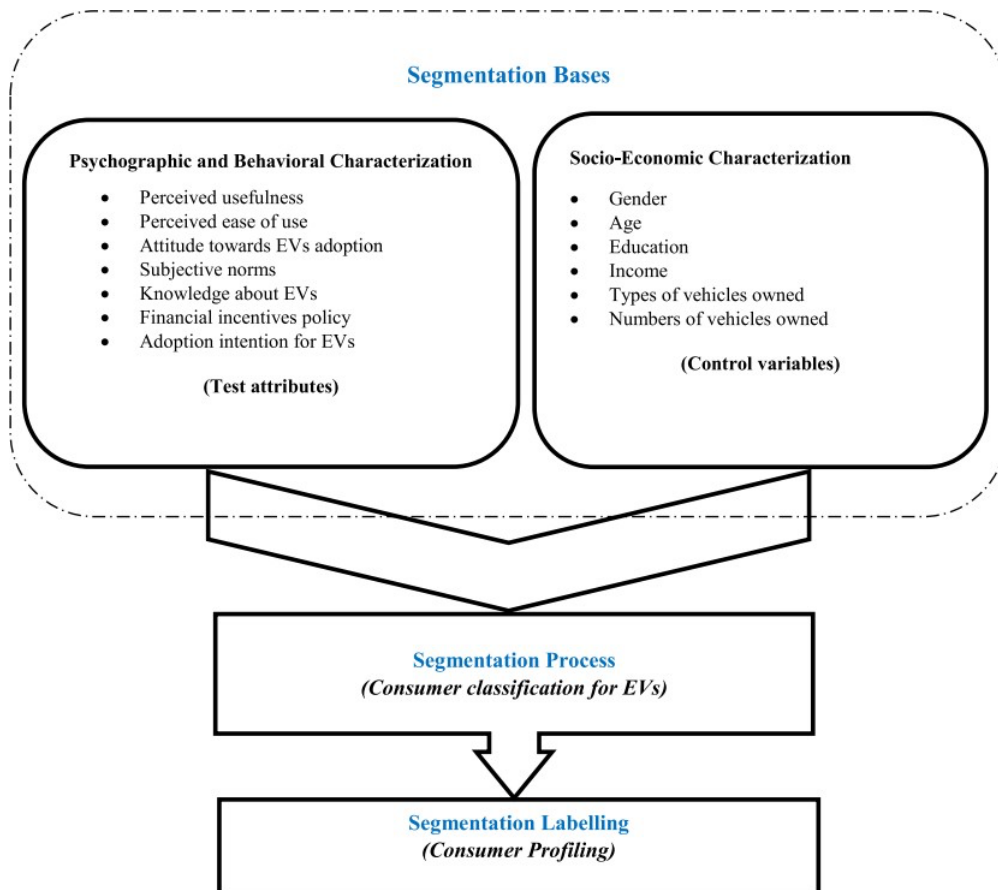 Segmentation Bases
Psychographic and Behavioral Characterization
• Perceived usefulness
• Perceived ease of use
• Attitude towards EVs adoption
• Subjective norms
• Knowledge about EVs
• Financial incentives policy
• Adoption intention for EVs
(Test attributes)
Socio-Economic Characterization
• Gender
• Age
• Education
• Income
• Types of vehicles owned
• Numbers of vehicles owned
(Control variables)
Segmentation Process
(Consumer classification for EVs)
Segmentation Labelling
(Consumer Profiling)